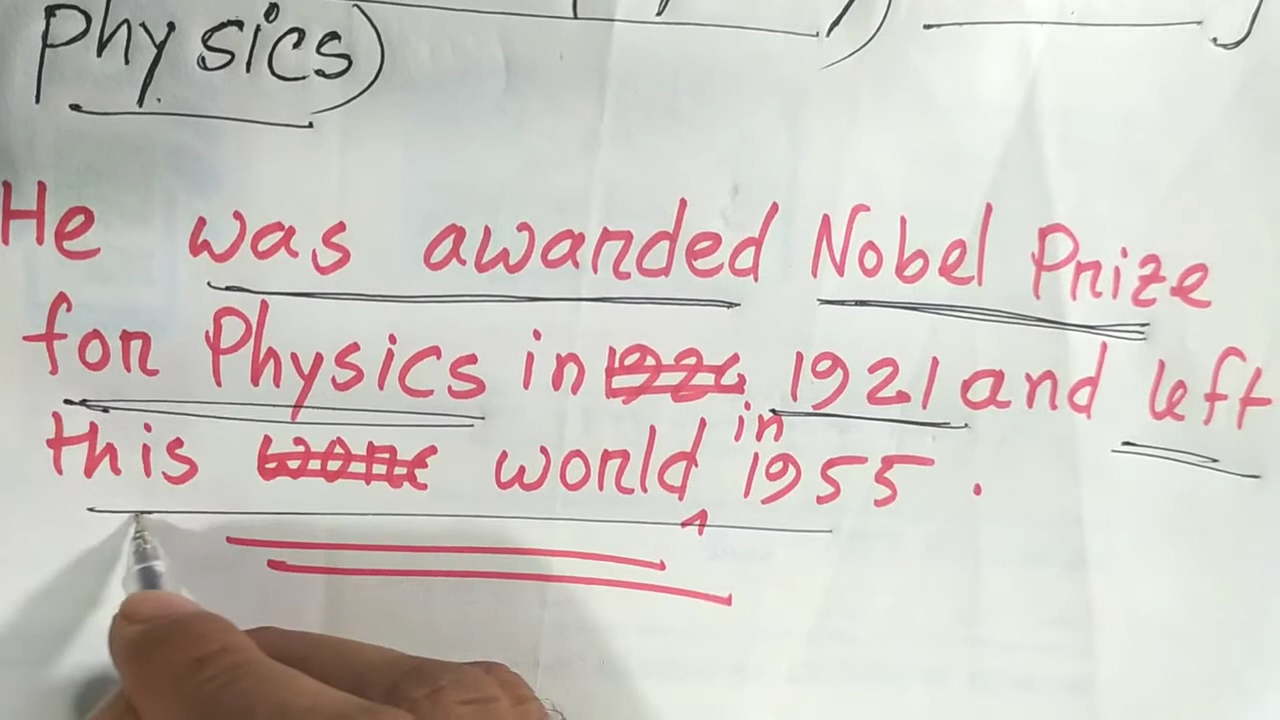 Physics)
He was awarded Nobel Prize
for Physics in 1921 and left
this world in 1955.